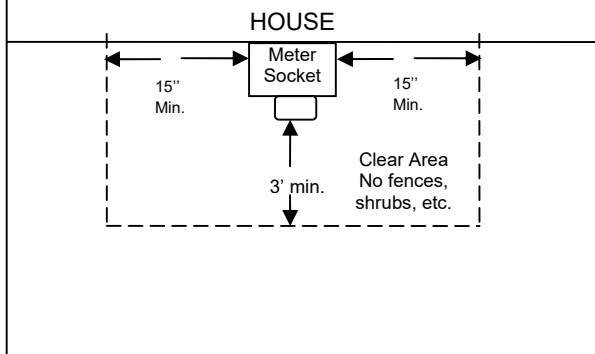 HOUSE
Meter
Socket
15’’
Min.
15’’
Min.
3’ min.
Clear Area
No fences,
shrubs, etc.